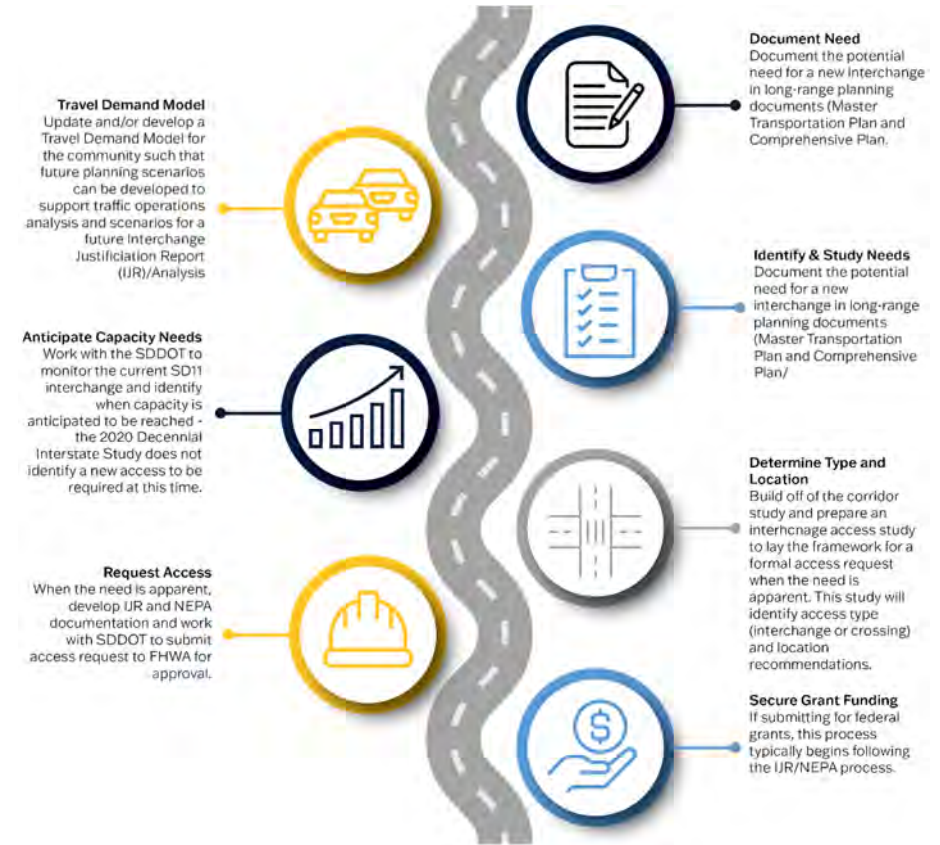 Document Need
Document the potential
need for a new interchange
in long-range planning
documents (Master
Transportation Plan and
Comprehensive Plan.
Travel Demand Model
Update and/or develop a
Travel Demand Model for
the community such that
future planning scenarios
can be developed to
support traffic operations
analysis and scenarios for a
future Interchange
Justificiation Report
(IJR)/Analysis
Identify & Study Needs
Document the potential
need for a new
interchange in long-range
planning documents
(Master Transportation
Plan and Comprehensive
Plan/
Anticipate Capacity Needs
Work with the SDDOT to
monitor the current SD11
interchange and identify
when capacity is
anticipated to be reached -
the 2020 Decennial
Interstate Study does not
identify a new access to be
required at this time.
Determine Type and
Location
Build off of the corridor
study and prepare an
interhcnage access study
to lay the framework for a
formal access request
when the need is
apparent. This study will
identify access type
(interchange or crossing)
and location
recommendations.
Request Access
When the need is apparent,
develop IJR and NEPA
documentation and work
with SDDOT to submit
access request to FHWA for
approval.
Secure Grant Funding
If submitting for federal
grants, this process
typically begins following
the IJR/NEPA process.
$